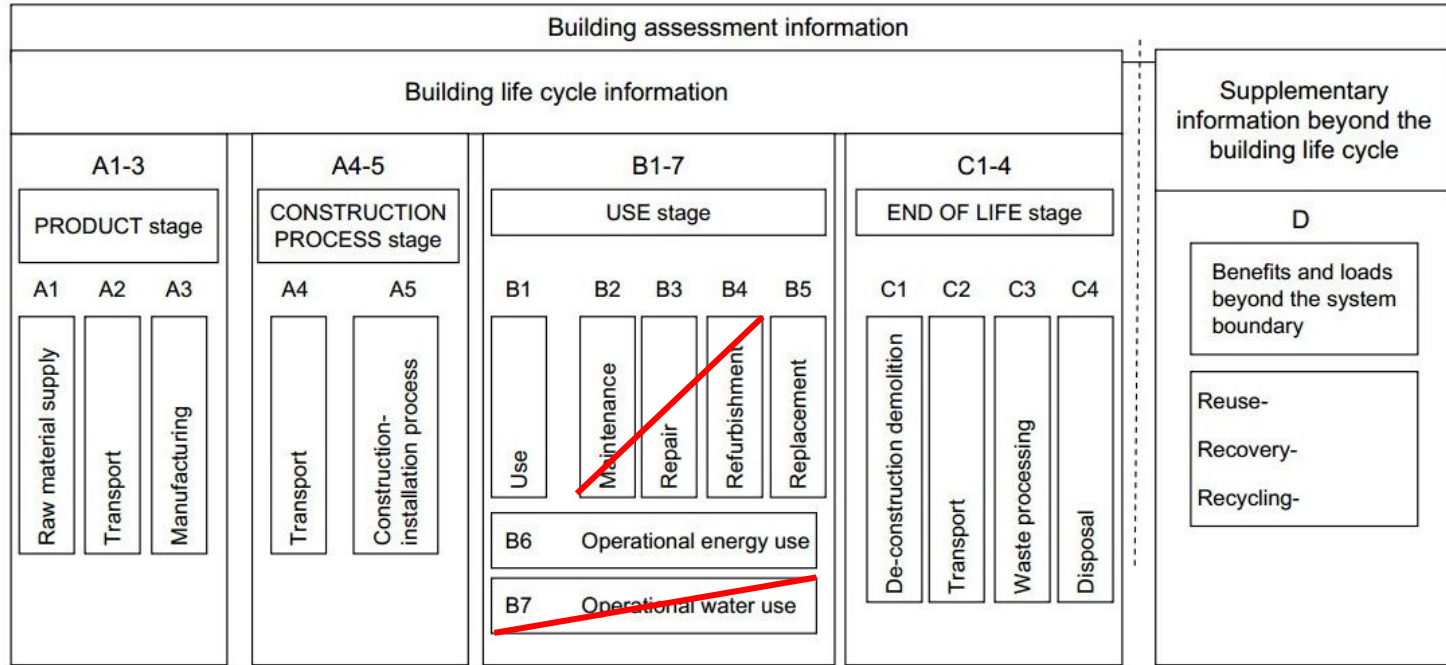 Building assessment information
Building life cycle information
Supplementary
information beyond the
building life cycle
A1-3
PRODUCT stage
A1 A2 A3
Raw material supply
Transport
Manufacturing
A4-5
CONSTRUCTION
PROCESS stage
A4 A5
Transport
Construction-
installation process
B1-7
USE stage
B1 B2 B3 B4 B5
Use
Maintenance
Repair
Refurbishment
Replacement
B6 Operational energy use
B7 Operational water use
C1-4
END OF LIFE stage
C1 C2 C3 C4
De-construction demolition
Transport
Waste processing
Disposal
D
Benefits and loads
beyond the system
boundary
Reuse-
Recovery-
Recycling-